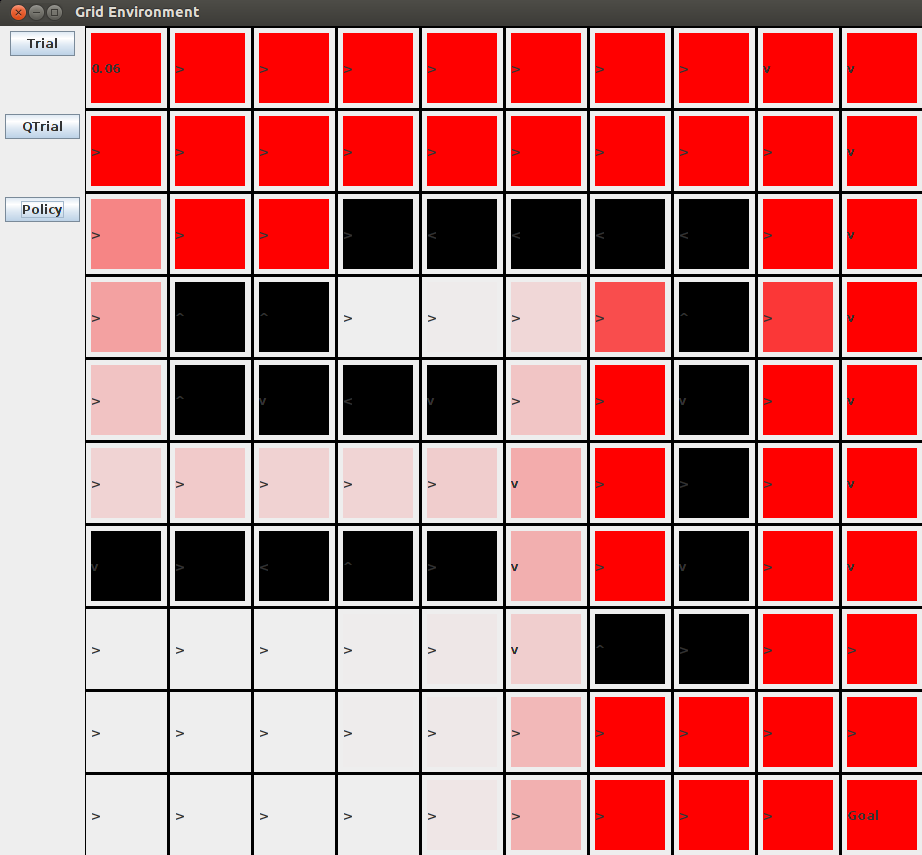 Grid Environment
Trial
0.06 > > > > > > > v v
QTrial
> > > > > > > > > v
Policy
> > > > < < < < > v
> ^ ^ > > > > ^ > v
> ^ v < v > > v > v
> > > > > v > > > v
v > < ^ > v > v > v
> > > > > v ^ > > >
> > > > > > > > > >
> > > > > > > > > Goal